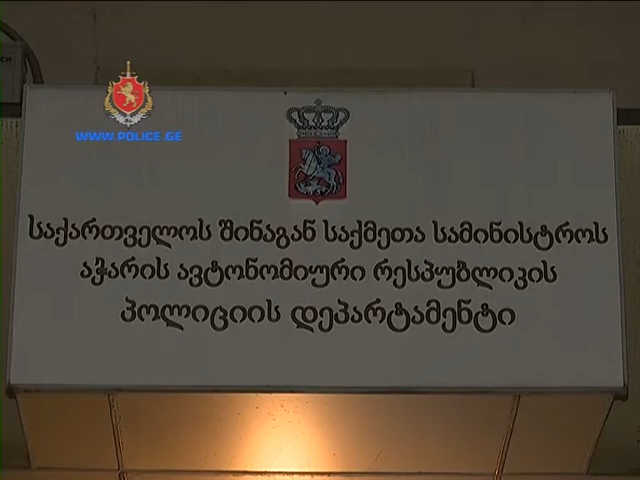 WWW.POLICE.GE
საქართველოს შინაგან საქმეთა სამინისტროს
აჭარის ავტონომიური რესპუბლიკის
პოლიციის დეპარტამენტი